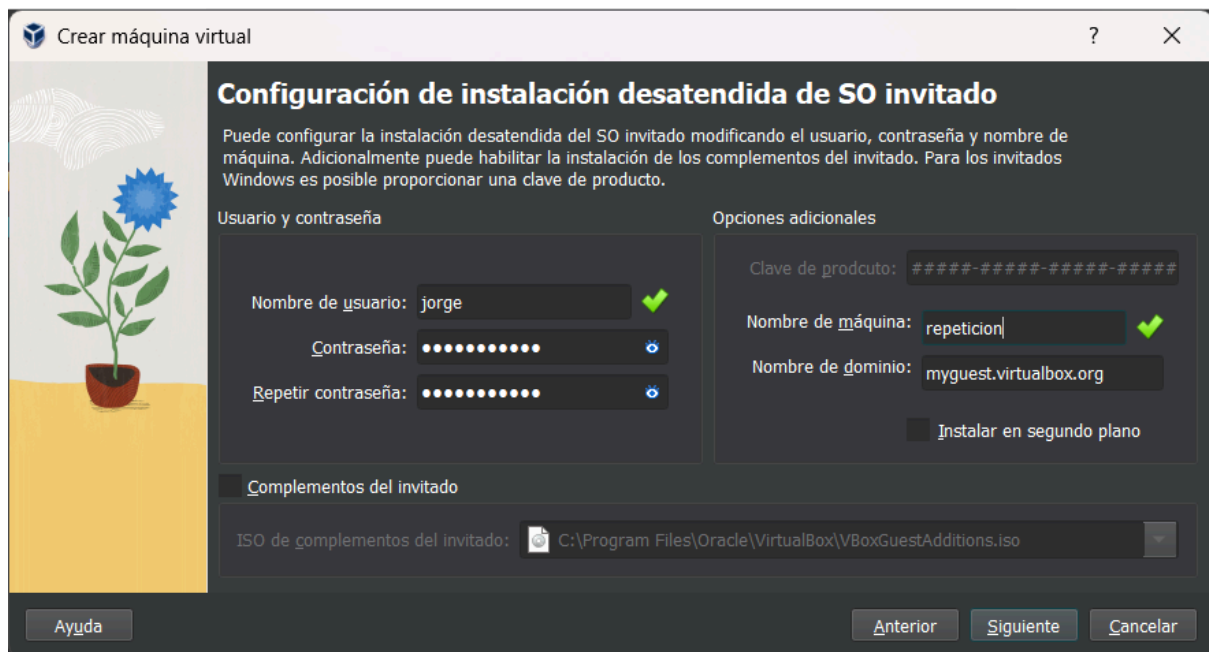 Crear máquina virtual
?
Configuración de instalación desatendida de SO invitado
Puede configurar la instalación desatendida del SO invitado modificando el usuario, contraseña y nombre de
máquina. Adicionalmente puede habilitar la instalación de los complementos del invitado. Para los invitados
Windows es posible proporcionar una clave de producto.
Usuario y contraseña
Nombre de usuario: jorge
Contraseña: ●●●●●●●●●●●
Repetir contraseña: ●●●●●●●●●●●
Opciones adicionales
Clave de prodcuto: #####-#####-#####-#####
Nombre de máquina: repeticion
Nombre de dominio: myguest.virtualbox.org
Instalar en segundo plano
Complementos del invitado
ISO de complementos del invitado: C:\Program Files\Oracle\VirtualBox\VBoxGuestAdditions.iso
Ayuda
Anterior
Siguiente
Cancelar